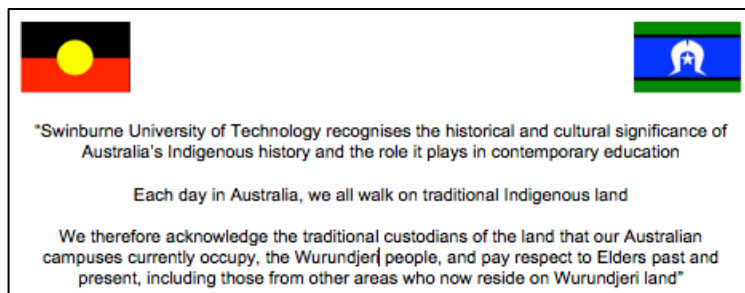 "Swinburne University of Technology recognises the historical and cultural significance of
Australia's Indigenous history and the role it plays in contemporary education
Each day in Australia, we all walk on traditional Indigenous land
We therefore acknowledge the traditional custodians of the land that our Australian
campuses currently occupy, the Wurundjeri people, and pay respect to Elders past and
present, including those from other areas who now reside on Wurundjeri land"